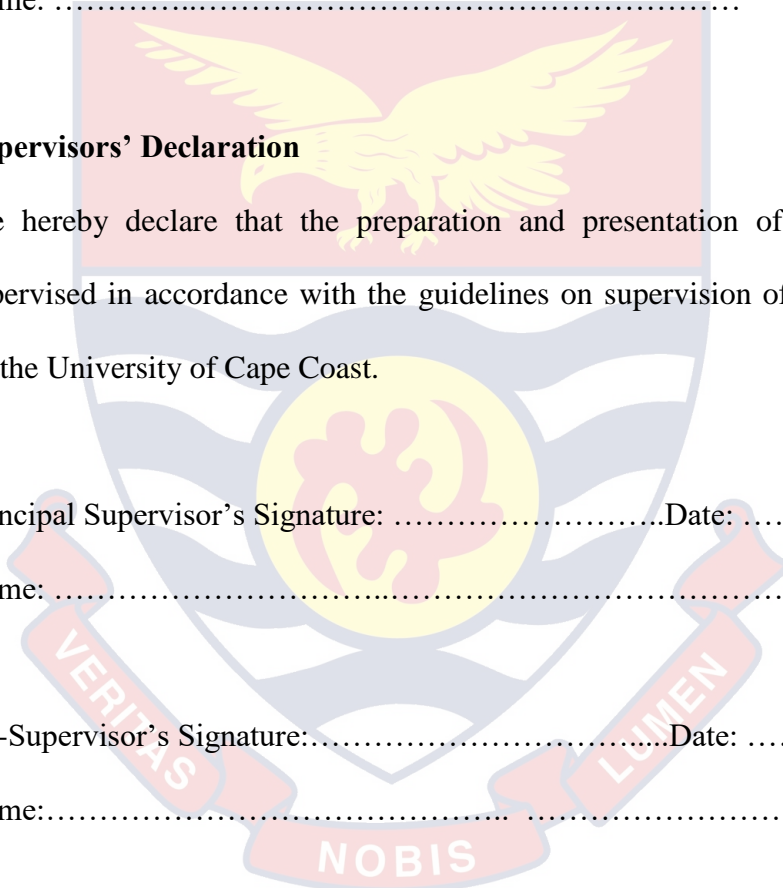 me: …………..……………………………………………
pervisors’ Declaration
e hereby declare that the preparation and presentation of
pervised in accordance with the guidelines on supervision of
the University of Cape Coast.
ncipal Supervisor’s Signature: ……………………..Date: ….
me: …………………………..……………………………….
-Supervisor’s Signature:………………………….....Date: ….
me:…………………..………………….. ……………………
VERITAS
NOBIS
LUMEN